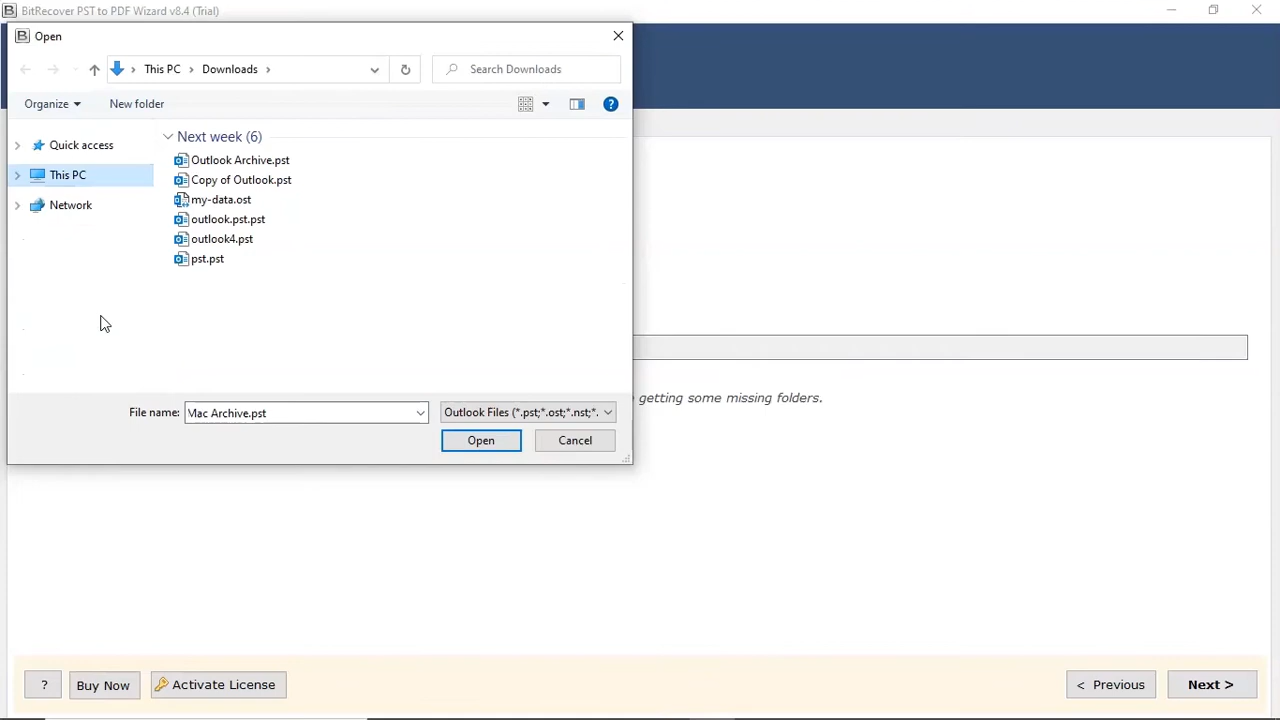 BitRecover PST to PDF Wizard v8.4 (Trial)
Open
This PC
Downloads
Search Downloads
Organize
New folder
Quick access
This PC
Network
Next week (6)
Outlook Archive.pst
Copy of Outlook.pst
my-data.ost
outlook.pst.pst
outlook4.pst
pst.pst
getting some missing folders.
File name: Mac Archive.pst
Outlook Files (*.pst;*.ost;*.nst;*.
Open
Cancel
?
Buy Now
Activate License
< Previous
Next >